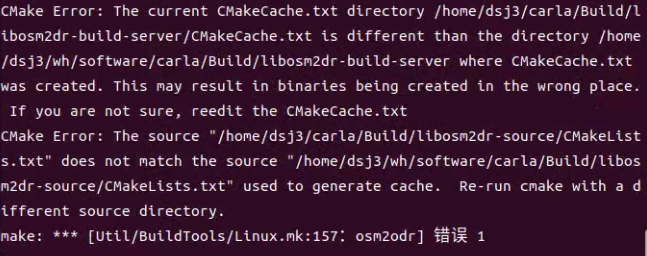 CMake Error: The current CMakeCache.txt directory /home/dsj3/carla/Build/l
ibosm2dr-build-server/CMakeCache.txt is different than the directory /home
/dsj3/wh/software/carla/Build/libosm2dr-build-server where CMakeCache.txt
was created. This may result in binaries being created in the wrong place.
 If you are not sure, reedit the CMakeCache.txt
CMake Error: The source "/home/dsj3/carla/Build/libosm2dr-source/CMakeList
s.txt" does not match the source "/home/dsj3/wh/software/carla/Build/libos
m2dr-source/CMakeLists.txt" used to generate cache.  Re-run cmake with a d
ifferent source directory.
make: *** [Util/BuildTools/Linux.mk:157：osm2odr] 错误 1